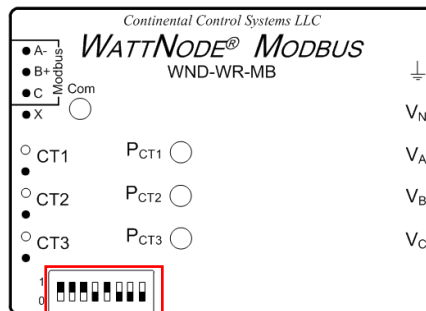 Continental Control Systems LLC
WATTNODE® MODBUS
WND-WR-MB
A-
B+
C
X
Modbus
Com
CT1
CT2
CT3
PCT1
PCT2
PCT3
VN
VA
VB
VC
1
0